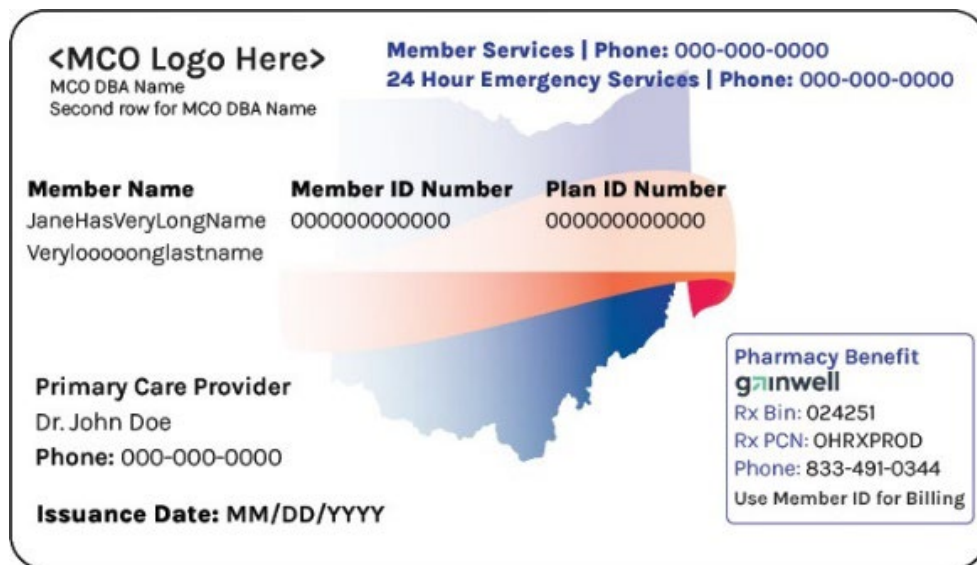 <MCO Logo Here>
MCO DBA Name
Second row for MCO DBA Name
Member Services | Phone: 000-000-0000
24 Hour Emergency Services | Phone: 000-000-0000
Member Name
JaneHasVeryLongName
Verylooooonglastname
Member ID Number
000000000000
Plan ID Number
000000000000
Primary Care Provider
Dr. John Doe
Phone: 000-000-0000
Issuance Date: MM/DD/YYYY
Pharmacy Benefit
gainwell
Rx Bin: 024251
Rx PCN: OHRXPROD
Phone: 833-491-0344
Use Member ID for Billing